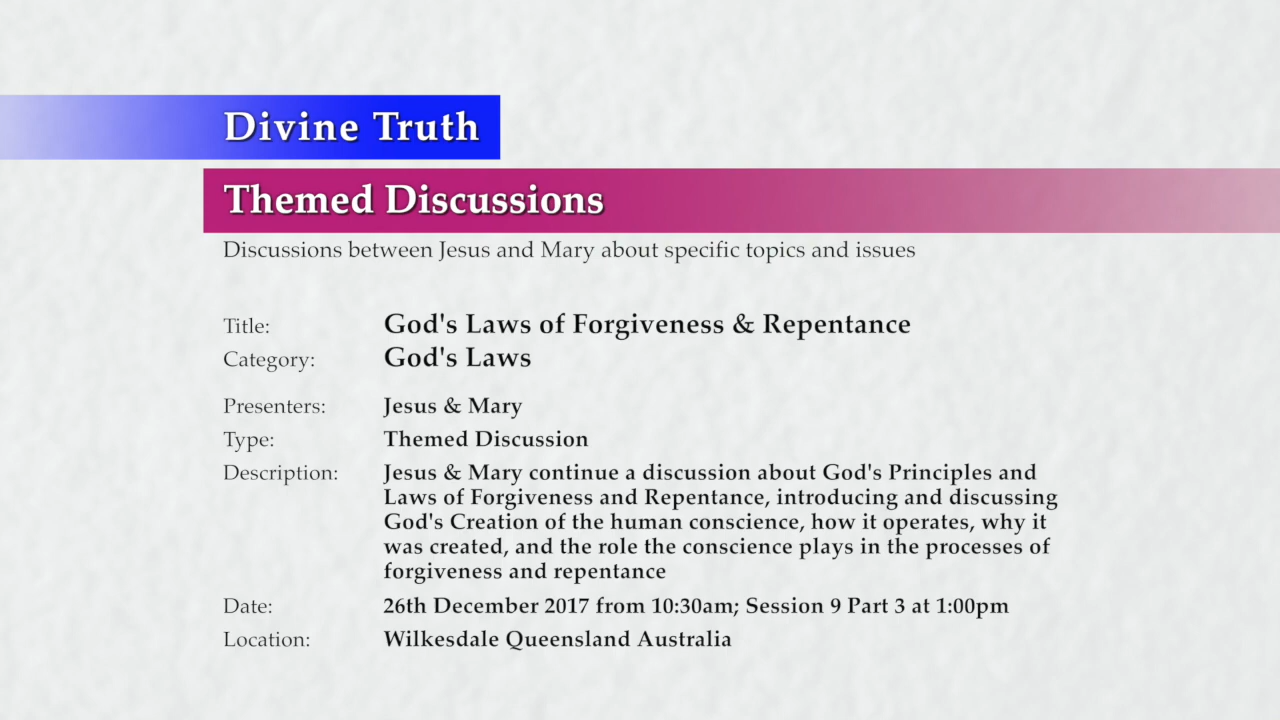 Divine Truth
Themed Discussions
Discussions between Jesus and Mary about specific topics and issues
Title: God's Laws of Forgiveness & Repentance
Category: God's Laws
Presenters: Jesus & Mary
Type: Themed Discussion
Description: Jesus & Mary continue a discussion about God's Principles and
Laws of Forgiveness and Repentance, introducing and discussing
God's Creation of the human conscience, how it operates, why it
was created, and the role the conscience plays in the processes of
forgiveness and repentance
Date: 26th December 2017 from 10:30am; Session 9 Part 3 at 1:00pm
Location: Wilkesdale Queensland Australia